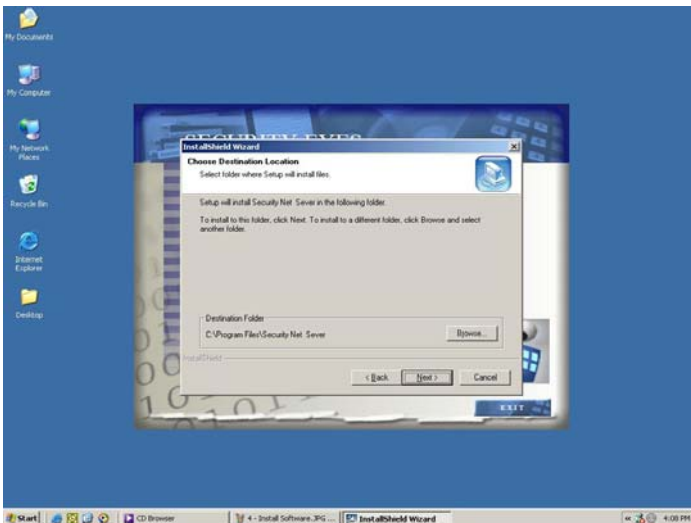 My Documents
My Computer
My Network
Places
Recycle Bin
Internet
Explorer
Desktop
SECURITY EYES
InstallShield Wizard
Choose Destination Location
Select folder where Setup will install files.
Setup will install Security Net Sever in the following folder.
To install to this folder, click Next. To install to a different folder, click Browse and select
another folder.
Destination Folder
C:\Program Files\Security Net Sever
Browse...
InstallShield
< Back
Next >
Cancel
EXIT
Start
CD Browser
4 - Install Software.JPG ...
InstallShield Wizard
4:08 PM